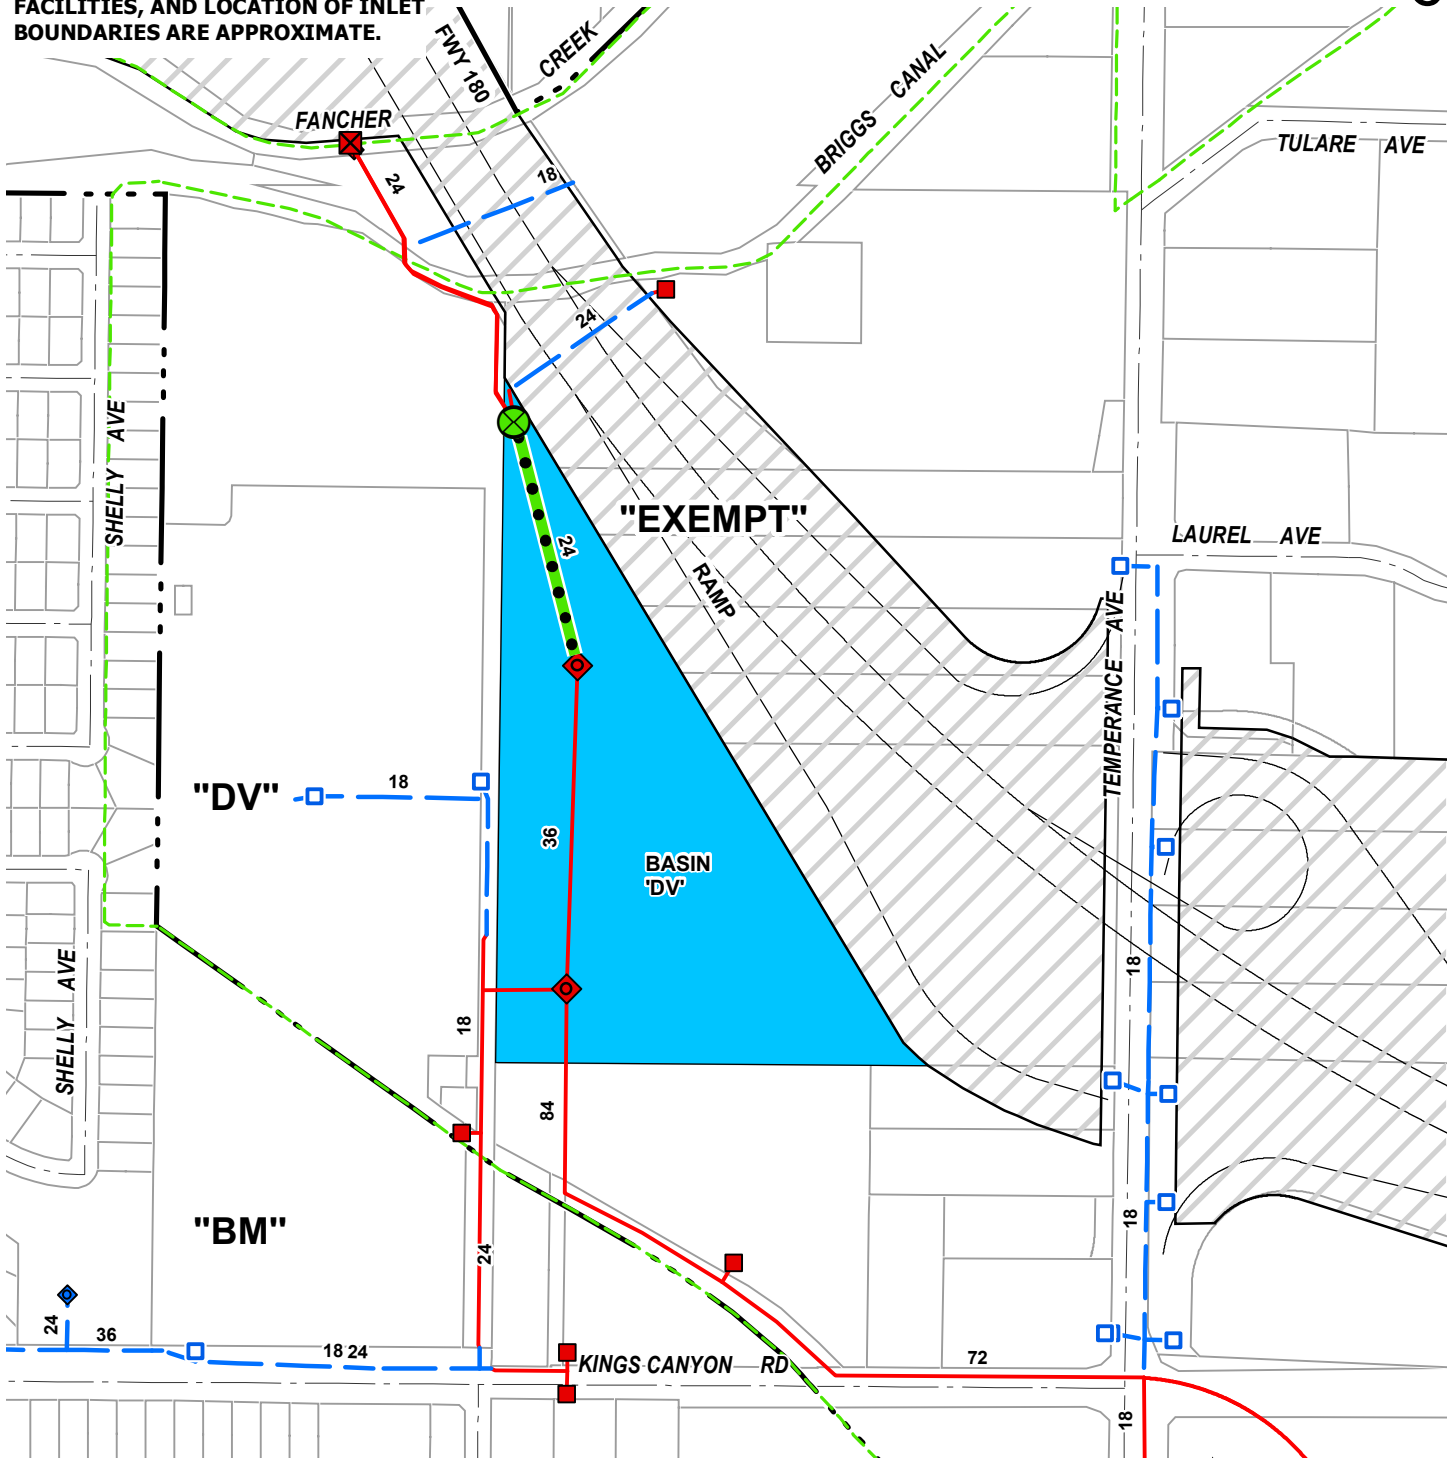 FACILITIES, AND LOCATION OF INLET
BOUNDARIES ARE APPROXIMATE.
FWY 180
CREEK
FANCHER
BRIGGS CANAL
TULARE AVE
24
18
24
SHELLY AVE
"EXEMPT"
24
LAUREL AVE
RAMP
TEMPERANCE AVE
"DV"
18
36
BASIN
'DV'
SHELLY AVE
18
18
84
"BM"
24
18
24
36
18 24
KINGS CANYON RD
72
18